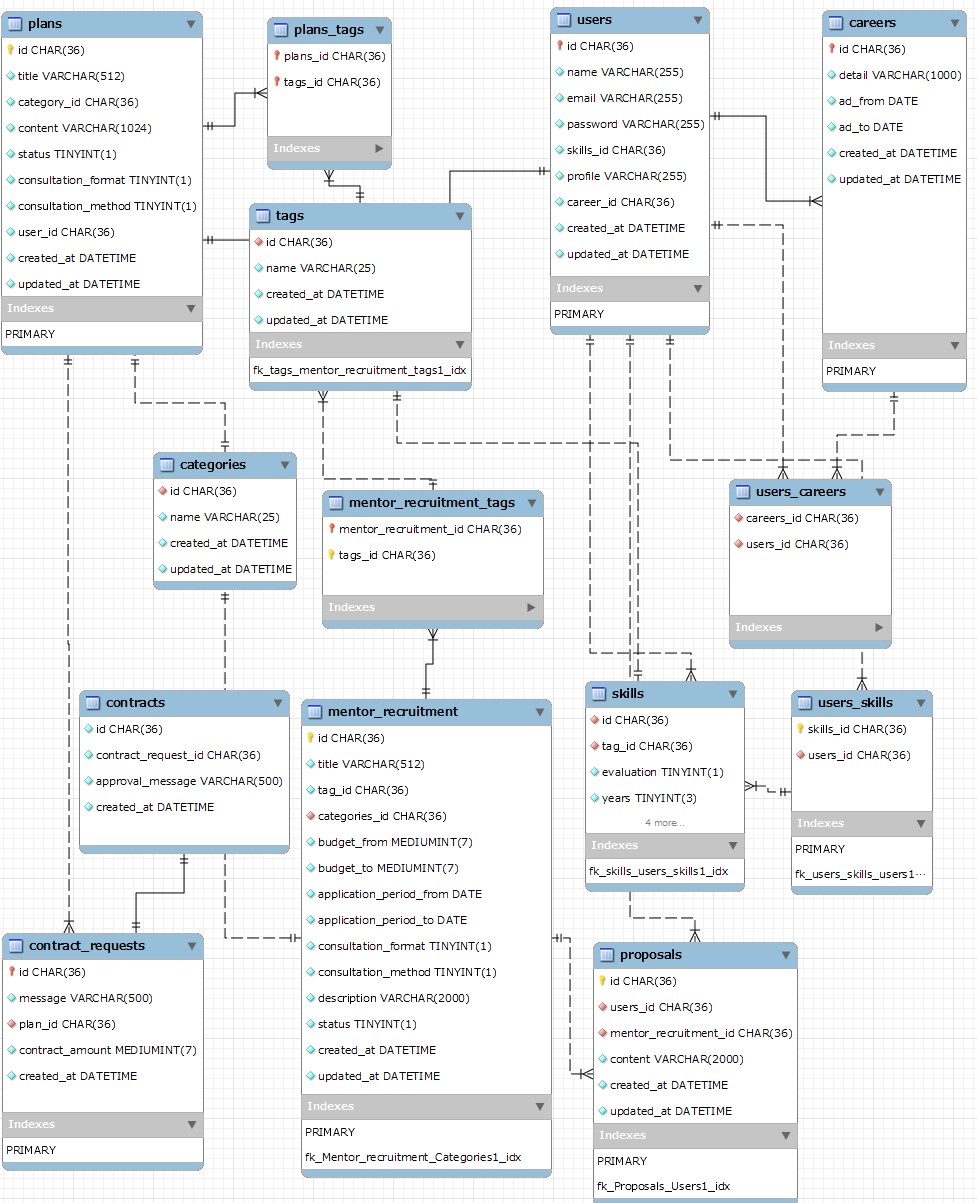 plans
id CHAR(36)
title VARCHAR(512)
category_id CHAR(36)
content VARCHAR(1024)
status TINYINT(1)
consultation_format TINYINT(1)
consultation_method TINYINT(1)
user_id CHAR(36)
created_at DATETIME
updated_at DATETIME
Indexes
PRIMARY
plans_tags
plans_id CHAR(36)
tags_id CHAR(36)
Indexes
users
id CHAR(36)
name VARCHAR(255)
email VARCHAR(255)
password VARCHAR(255)
skills_id CHAR(36)
profile VARCHAR(255)
career_id CHAR(36)
created_at DATETIME
updated_at DATETIME
Indexes
PRIMARY
careers
id CHAR(36)
detail VARCHAR(1000)
ad_from DATE
ad_to DATE
created_at DATETIME
updated_at DATETIME
Indexes
PRIMARY
tags
id CHAR(36)
name VARCHAR(25)
created_at DATETIME
updated_at DATETIME
Indexes
fk_tags_mentor_recruitment_tags1_idx
categories
id CHAR(36)
name VARCHAR(25)
created_at DATETIME
updated_at DATETIME
mentor_recruitment_tags
mentor_recruitment_id CHAR(36)
tags_id CHAR(36)
Indexes
users_careers
careers_id CHAR(36)
users_id CHAR(36)
Indexes
contracts
id CHAR(36)
contract_request_id CHAR(36)
approval_message VARCHAR(500)
created_at DATETIME
mentor_recruitment
id CHAR(36)
title VARCHAR(512)
tag_id CHAR(36)
categories_id CHAR(36)
budget_from MEDIUMINT(7)
budget_to MEDIUMINT(7)
application_period_from DATE
application_period_to DATE
consultation_format TINYINT(1)
consultation_method TINYINT(1)
description VARCHAR(2000)
status TINYINT(1)
created_at DATETIME
updated_at DATETIME
Indexes
PRIMARY
fk_Mentor_recruitment_Categories1_idx
skills
id CHAR(36)
tag_id CHAR(36)
evaluation TINYINT(1)
years TINYINT(3)
4 more...
Indexes
fk_skills_users_skills1_idx
users_skills
skills_id CHAR(36)
users_id CHAR(36)
Indexes
PRIMARY
fk_users_skills_users1...
contract_requests
id CHAR(36)
message VARCHAR(500)
plan_id CHAR(36)
contract_amount MEDIUMINT(7)
created_at DATETIME
Indexes
PRIMARY
proposals
id CHAR(36)
users_id CHAR(36)
mentor_recruitment_id CHAR(36)
content VARCHAR(2000)
created_at DATETIME
updated_at DATETIME
Indexes
PRIMARY
fk_Proposals_Users1_idx